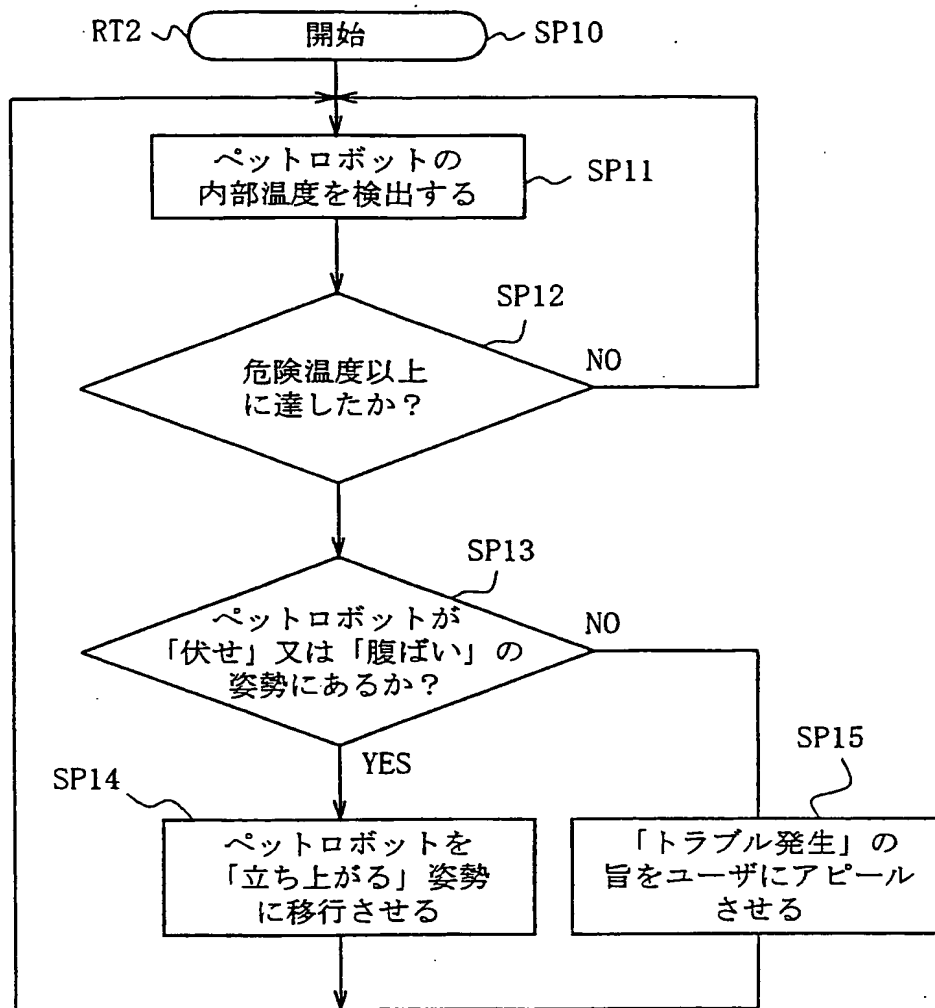 RT2
開始
SP10
ペットロボットの
内部温度を検出する
SP11
SP12
危険温度以上
に達したか?
NO
SP13
ペットロボットが
「伏せ」又は「腹ばい」の
姿勢にあるか?
NO
YES
SP14
ペットロボットを
「立ち上がる」姿勢
に移行させる
SP15
「トラブル発生」の
旨をユーザにアピール
させる